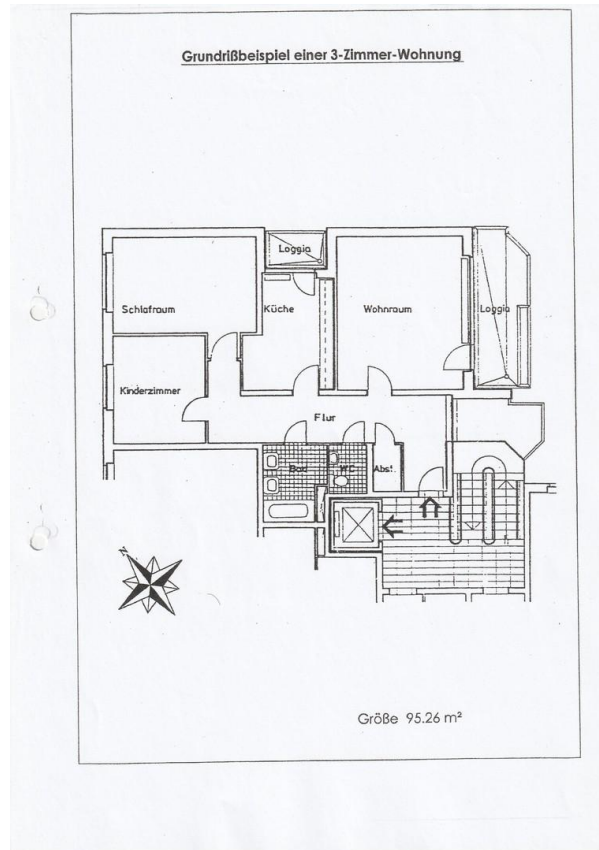 Grundrißbeispiel einer 3-Zimmer-Wohnung
Loggia
Schlafraum
Küche
Wohnraum
Loggia
Kinderzimmer
Flur
Bad
WC
Abst.
N
Größe 95.26 m²